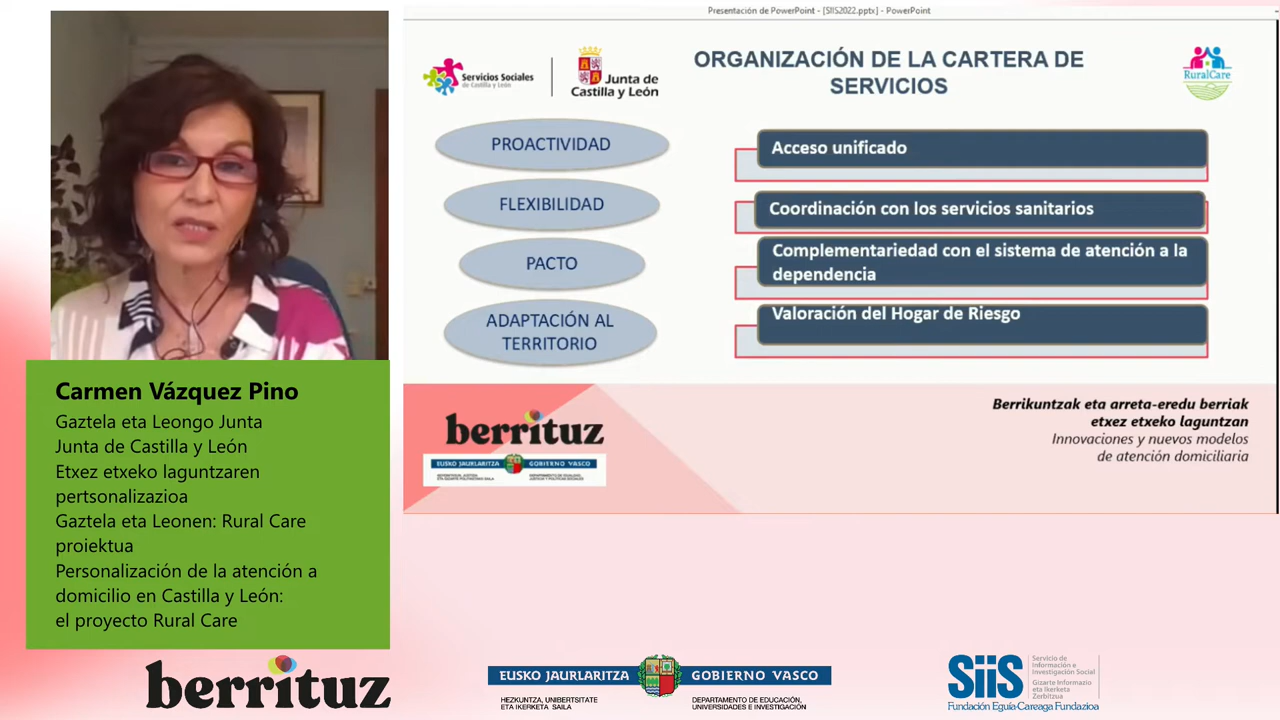 Presentación de PowerPoint - [SIIS2022.pptx] - PowerPoint
Servicios Sociales
de Castilla y León
Junta de
Castilla y León
ORGANIZACIÓN DE LA CARTERA DE
SERVICIOS
RuralCare
PROACTIVIDAD
FLEXIBILIDAD
PACTO
ADAPTACIÓN AL
TERRITORIO
Acceso unificado
Coordinación con los servicios sanitarios
Complementariedad con el sistema de atención a la
dependencia
Valoración del Hogar de Riesgo
berrituz
EUSKO JAURLARITZA
GOBIERNO VASCO
Berrikuntzak eta arreta-eredu berriak
etxez etxeko laguntzan
Innovaciones y nuevos modelos
de atención domiciliaria
Carmen Vázquez Pino
Gaztela eta Leongo Junta
Junta de Castilla y León
Etxez etxeko laguntzaren
pertsonalizazioa
Gaztela eta Leonen: Rural Care
proiektua
Personalización de la atención a
domicilio en Castilla y León:
el proyecto Rural Care
berrituz
EUSKO JAURLARITZA
GOBIERNO VASCO
HEZKUNTZA, UNIBERTSITATE
ETA IKERKETA SAILA
DEPARTAMENTO DE EDUCACIÓN,
UNIVERSIDADES E INVESTIGACIÓN
SiiS
Servicio de
Información e
Investigación Social
Gizarte Informazio
eta Ikerketa
Zerbitzua
Fundación Eguía-Careaga Fundazioa